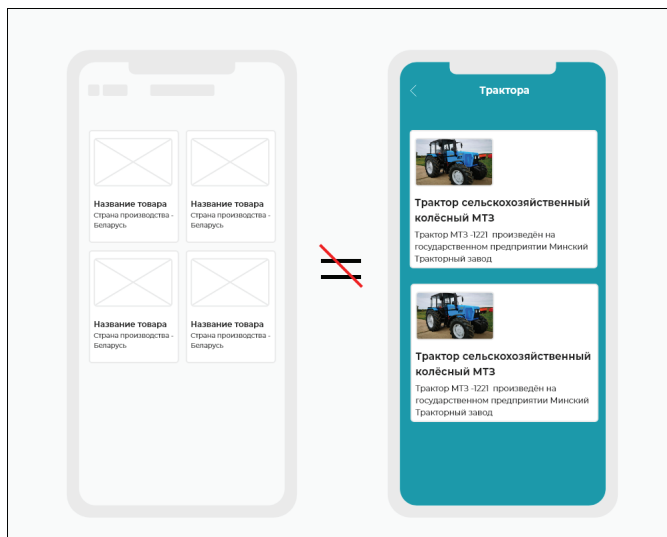 Название товара
Страна производства -
Беларусь
Название товара
Страна производства -
Беларусь
Название товара
Страна производства -
Беларусь
Название товара
Страна производства -
Беларусь
Трактора
Трактор сельскохозяйственный
колёсный МТЗ
Трактор МТЗ -1221 произведён на
государственном предприятии Минский
Тракторный завод
Трактор сельскохозяйственный
колёсный МТЗ
Трактор МТЗ -1221 произведён на
государственном предприятии Минский
Тракторный завод